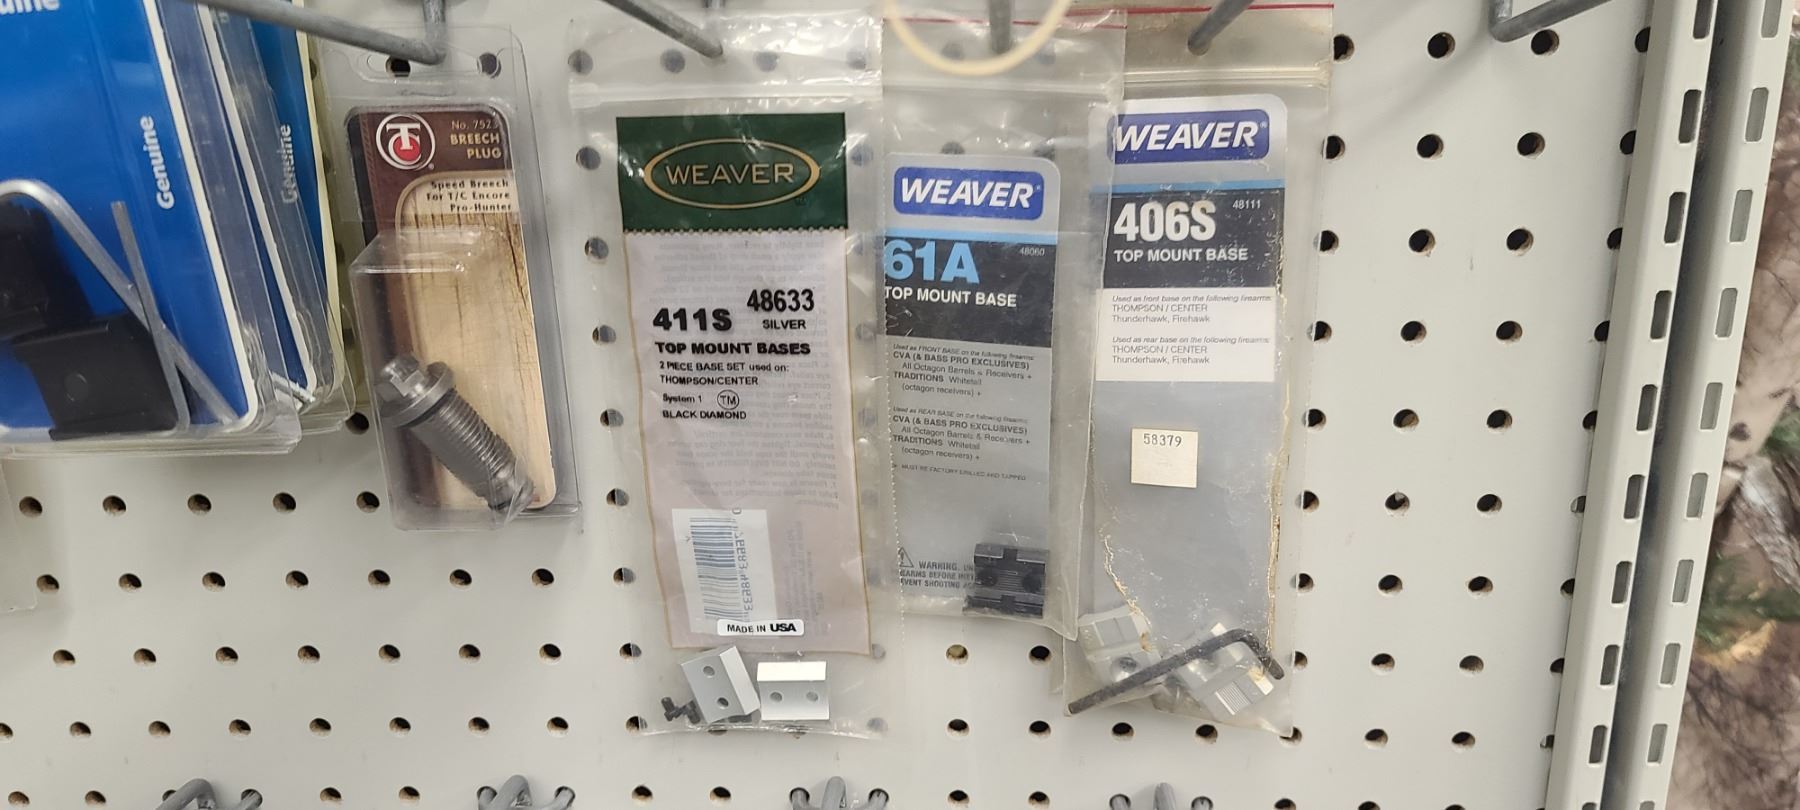 Genuine
Genuine
No. 752
BREECH
PLUG
Speed Breech
For T/C Encore
Pro-Hunter
WEAVER
411S
48633
SILVER
TOP MOUNT BASES
2 PIECE BASE SET used on:
THOMPSON/CENTER
System 1 TM
BLACK DIAMOND
MADE IN USA
WEAVER
61A
48060
TOP MOUNT BASE
Used as FRONT BASE on the following firearms:
CVA (& BASS PRO EXCLUSIVES)
All Octagon Barrels & Receivers +
TRADITIONS Whitetail
(octagon receivers) +
Used as REAR BASE on the following firearms:
CVA (& BASS PRO EXCLUSIVES)
All Octagon Barrels & Receivers +
TRADITIONS Whitetail
(octagon receivers) +
+ MUST BE FACTORY DRILLED AND TAPPED
WARNING.
BEFORE
SHOOTING
WEAVER
406S
48111
TOP MOUNT BASE
Used as front base on the following firearms:
THOMPSON / CENTER
Thunderhawk, Firehawk
Used as rear base on the following firearms:
THOMPSON / CENTER
Thunderhawk, Firehawk
58379